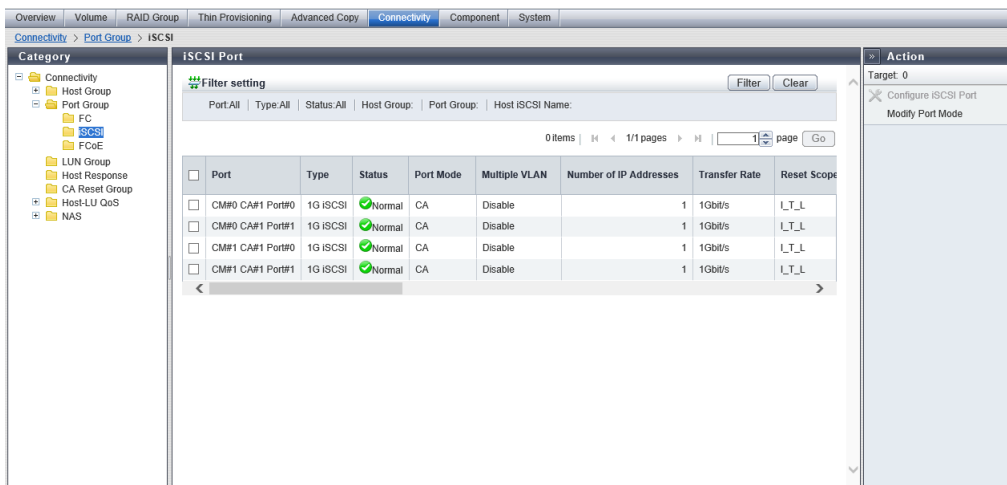 Overview Volume RAID Group Thin Provisioning Advanced Copy Connectivity Component System
Connectivity > Port Group > iSCSI
Category
Connectivity
Host Group
Port Group
FC
iSCSI
FCoE
LUN Group
Host Response
CA Reset Group
Host-LU QoS
NAS
iSCSI Port
Filter setting Filter Clear
Port:All | Type:All | Status:All | Host Group: | Port Group: | Host iSCSI Name:
0 items | 1/1 pages | 1 page Go
Port Type Status Port Mode Multiple VLAN Number of IP Addresses Transfer Rate Reset Scope
CM#0 CA#1 Port#0 1G iSCSI Normal CA Disable 1 1Gbit/s I_T_L
CM#0 CA#1 Port#1 1G iSCSI Normal CA Disable 1 1Gbit/s I_T_L
CM#1 CA#1 Port#0 1G iSCSI Normal CA Disable 1 1Gbit/s I_T_L
CM#1 CA#1 Port#1 1G iSCSI Normal CA Disable 1 1Gbit/s I_T_L
» Action
Target: 0
Configure iSCSI Port
Modify Port Mode